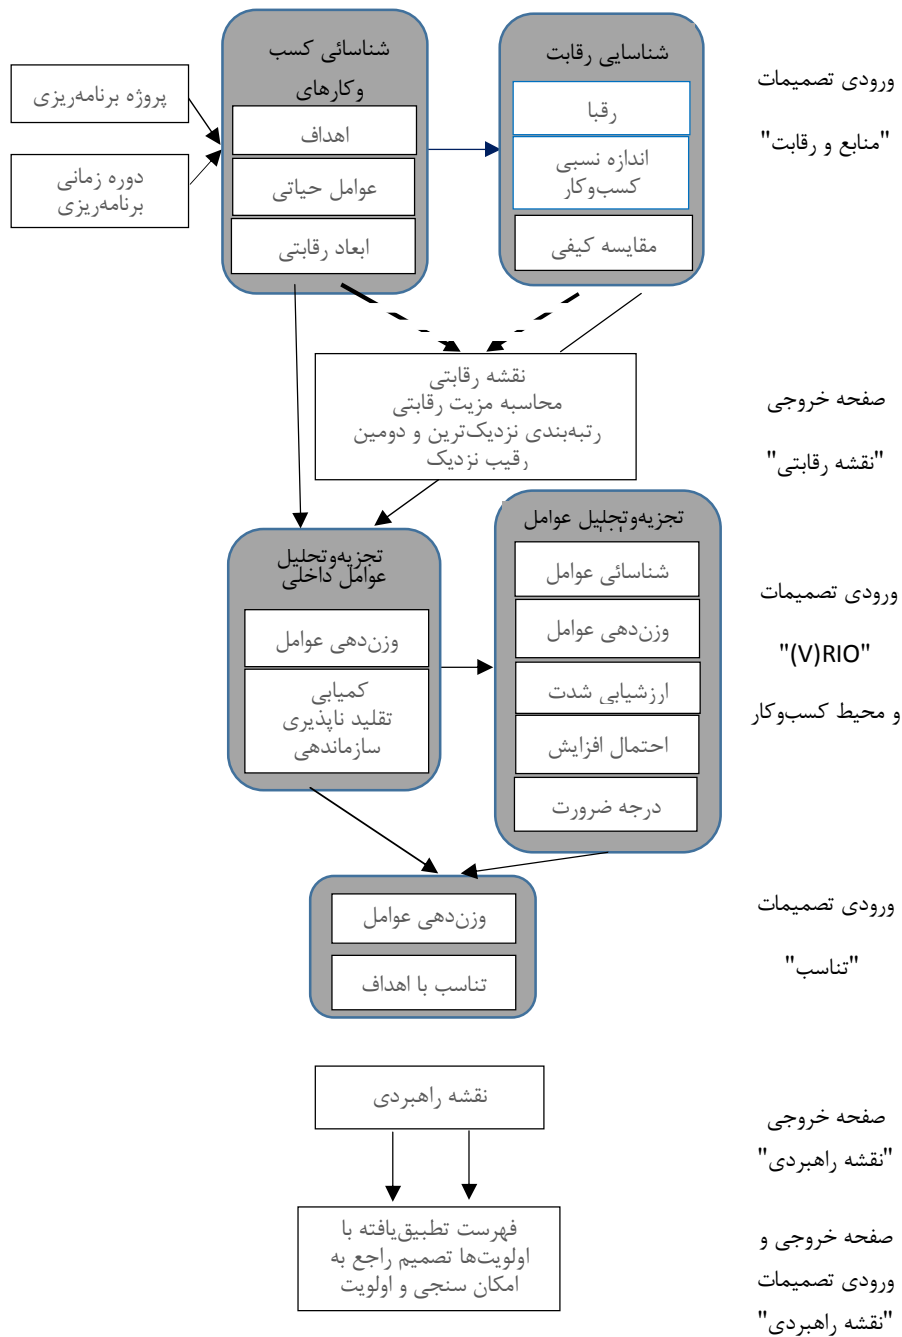 شناسائی کسب
وکارهای
اهداف
عوامل حیاتی
ابعاد رقابتی
شناسایی رقابت
رقبا
اندازه نسبی
کسب‌وکار
مقایسه کیفی
ورودی تصمیمات
"منابع و رقابت"
پروژه برنامه‌ریزی
دوره زمانی
برنامه‌ریزی
نقشه رقابتی
محاسبه مزیت رقابتی
رتبه‌بندی نزدیک‌ترین و دومین
رقیب نزدیک
صفحه خروجی
"نقشه رقابتی"
تجزیه‌وتحلیل
عوامل داخلی
وزن‌دهی عوامل
کمیابی
تقلید ناپذیری
سازماندهی
تجزیه‌وتحلیل عوامل
شناسائی عوامل
وزن‌دهی عوامل
ارزشیابی شدت
احتمال افزایش
درجه ضرورت
ورودی تصمیمات
"(V)RIO"
و محیط کسب‌وکار
وزن‌دهی عوامل
تناسب با اهداف
ورودی تصمیمات
"تناسب"
نقشه راهبردی
صفحه خروجی
"نقشه راهبردی"
فهرست تطبیق‌یافته با
اولویت‌ها تصمیم راجع به
امکان سنجی و اولویت
صفحه خروجی و
ورودی تصمیمات
"نقشه راهبردی"